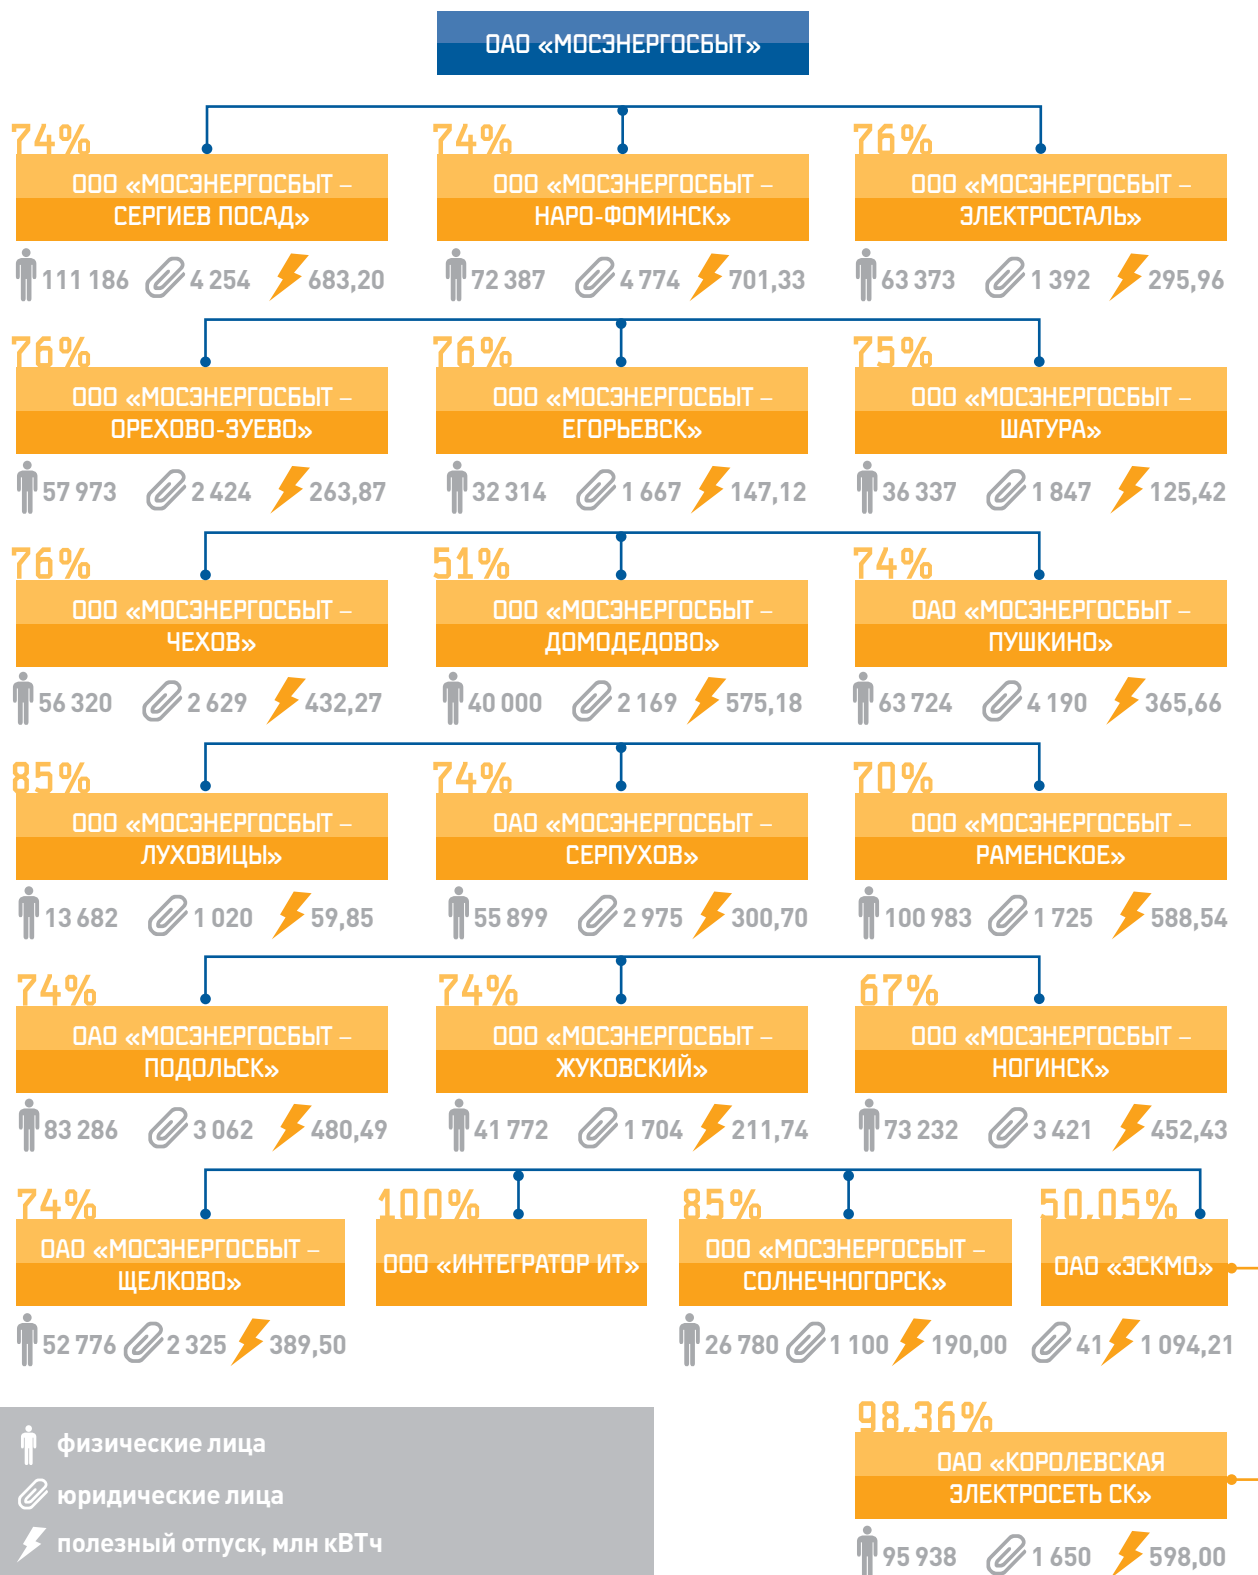 ОАО «МОСЭНЕРГОСБЫТ»
74%
ООО «МОСЭНЕРГОСБЫТ –
СЕРГИЕВ ПОСАД»
111 186 4 254 683,20
74%
ООО «МОСЭНЕРГОСБЫТ –
НАРО-ФОМИНСК»
72 387 4 774 701,33
76%
ООО «МОСЭНЕРГОСБЫТ –
ЭЛЕКТРОСТАЛЬ»
63 373 1 392 295,96
76%
ООО «МОСЭНЕРГОСБЫТ –
ОРЕХОВО-ЗУЕВО»
57 973 2 424 263,87
76%
ООО «МОСЭНЕРГОСБЫТ –
ЕГОРЬЕВСК»
32 314 1 667 147,12
75%
ООО «МОСЭНЕРГОСБЫТ –
ШАТУРА»
36 337 1 847 125,42
76%
ООО «МОСЭНЕРГОСБЫТ –
ЧЕХОВ»
56 320 2 629 432,27
51%
ООО «МОСЭНЕРГОСБЫТ –
ДОМОДЕДОВО»
40 000 2 169 575,18
74%
ОАО «МОСЭНЕРГОСБЫТ –
ПУШКИНО»
63 724 4 190 365,66
85%
ООО «МОСЭНЕРГОСБЫТ –
ЛУХОВИЦЫ»
13 682 1 020 59,85
74%
ОАО «МОСЭНЕРГОСБЫТ –
СЕРПУХОВ»
55 899 2 975 300,70
70%
ООО «МОСЭНЕРГОСБЫТ –
РАМЕНСКОЕ»
100 983 1 725 588,54
74%
ОАО «МОСЭНЕРГОСБЫТ –
ПОДОЛЬСК»
83 286 3 062 480,49
74%
ООО «МОСЭНЕРГОСБЫТ –
ЖУКОВСКИЙ»
41 772 1 704 211,74
67%
ООО «МОСЭНЕРГОСБЫТ –
НОГИНСК»
73 232 3 421 452,43
74%
ОАО «МОСЭНЕРГОСБЫТ –
ЩЕЛКОВО»
52 776 2 325 389,50
100%
ООО «ИНТЕГРАТОР ИТ»
85%
ООО «МОСЭНЕРГОСБЫТ –
СОЛНЕЧНОГОРСК»
26 780 1 100 190,00
50,05%
ОАО «ЭСКМО»
41 1 094,21
98,36%
ОАО «КОРОЛЕВСКАЯ
ЭЛЕКТРОСЕТЬ СК»
95 938 1 650 598,00
физические лица
юридические лица
полезный отпуск, млн кВТч